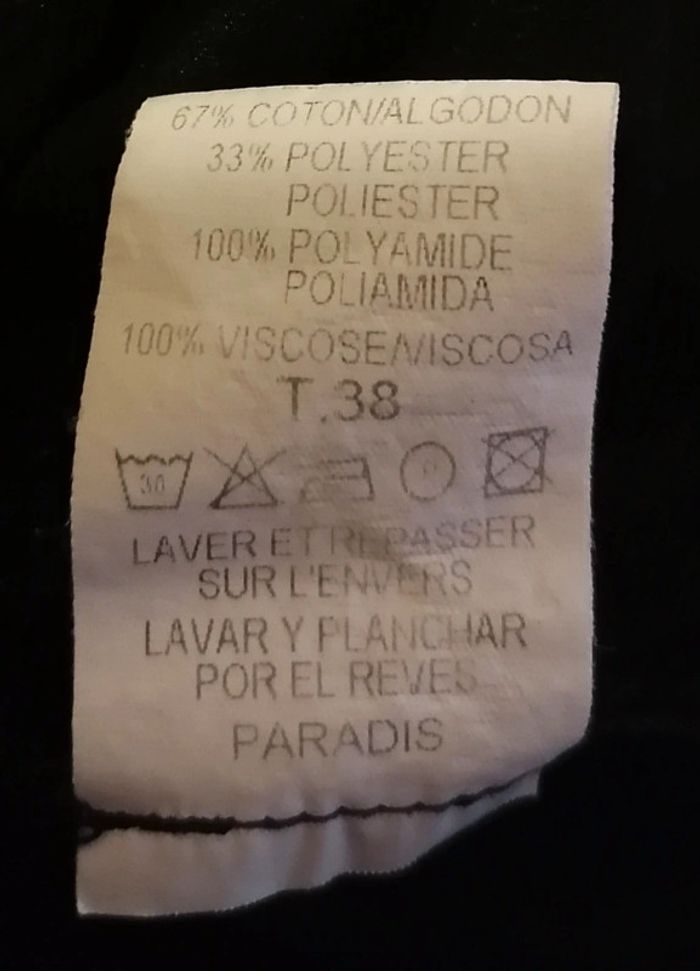 67% COTON/ALGODON
33% POLYESTER
POLIESTER
100% POLYAMIDE
POLIAMIDA
100% VISCOSE/VISCOSA
T.38
30
LAVER ET REPASSER
SUR L'ENVERS
LAVAR Y PLANCHAR
POR EL REVES
PARADIS